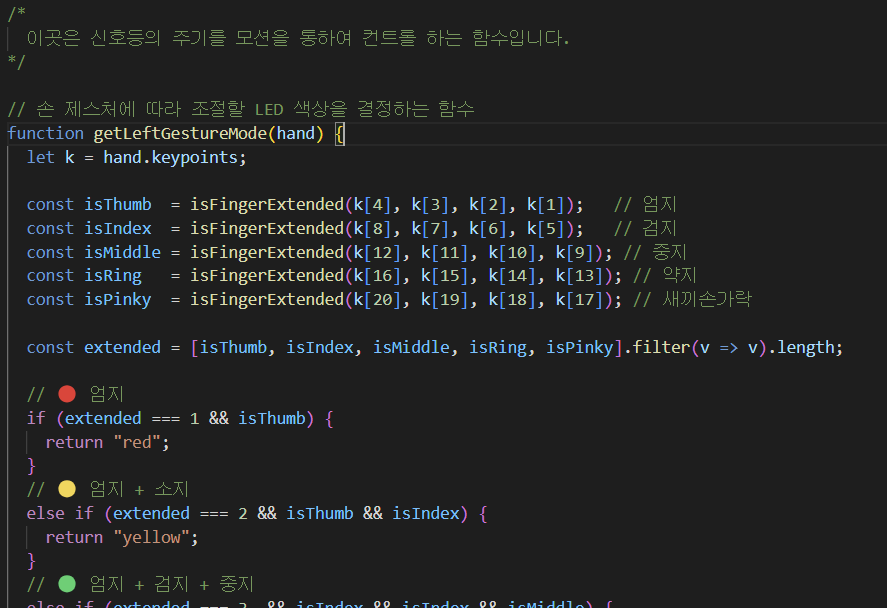 /*
이곳은 신호등의 주기를 모션을 통하여 컨트롤 하는 함수입니다.
*/
// 손 제스처에 따라 조절할 LED 색상을 결정하는 함수
function getLeftGestureMode(hand) {
let k = hand.keypoints;
const isThumb = isFingerExtended(k[4], k[3], k[2], k[1]); // 엄지
const isIndex = isFingerExtended(k[8], k[7], k[6], k[5]); // 검지
const isMiddle = isFingerExtended(k[12], k[11], k[10], k[9]); // 중지
const isRing = isFingerExtended(k[16], k[15], k[14], k[13]); // 약지
const isPinky = isFingerExtended(k[20], k[19], k[18], k[17]); // 새끼손가락
const extended = [isThumb, isIndex, isMiddle, isRing, isPinky].filter(v => v).length;
// 🔴 엄지
if (extended === 1 && isThumb) {
return "red";
}
// 🟡 엄지 + 소지
else if (extended === 2 && isThumb && isIndex) {
return "yellow";
}
// 🟢 엄지 + 검지 + 중지
else if (extended === 3 && isIndex && isIndex && isMiddle) {